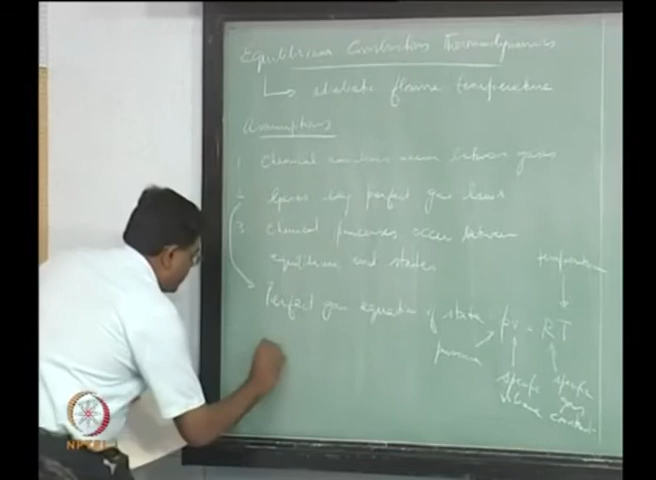 Equilibrium Combustion Thermodynamics
adiabatic flame temperature
Assumptions
1 Chemical reactions occur between gases
2 Gases obey perfect gas laws
3 Chemical processes occur between
equilibrium end states
temperature
Perfect gas equation of state pv = RT
pressure
specific volume
specific gas constant
NPTEL